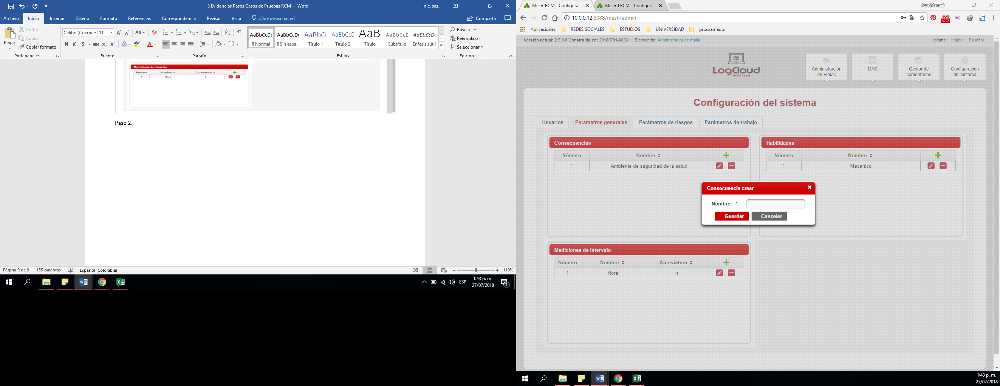 3 Evidencias Pasos Casos de Pruebas RCM - Word
Inic. ses.
Archivo Inicio Insertar Diseño Formato Referencias Correspondencia Revisar Vista ¿Qué desea hacer? Compartir
Pegar
Cortar
Copiar
Copiar formato
Portapapeles
Calibri (Cuerpo 11
Fuente
Párrafo
AaBbCcDc AaBbCcDc AaBbC AaBbCcD AaB AaBbCcD AaBbCcDc
¶ Normal ¶ Sin espa... Título 1 Título 2 Título Subtítulo Énfasis sutil
Estilos
Buscar
Reemplazar
Seleccionar
Edición
Mediciones de intervalo
Número Nombre Abreviatura
1 Hora h
Paso 2.
Página 9 de 9 155 palabras Español (Colombia) 110%
ESP
1:43 p. m.
27/07/2018
1
Mesh-RCM - Configuraci
Mesh-LRCM - Configurac
Jose Manuel
10.0.0.12:8088/mesh/admin
5227
Aplicaciones REDES SOCIALES ESTUDIOS UNIVERSIDAD programador
Versión actual: 2.5.0.0 Construido en: 20180711-0833 ¡Bienvenido! Administrador de malla
Idioma: Inglés Español
LogCloud
MESH LRCM
Administración de Flotas
DAS
Gestor de comentarios
Configuración del sistema
Configuración del sistema
Usuarios Parametros generales Parámetros de riesgos Parámetros de trabajo
Consecuencias
Número Nombre
1 Ambiente de seguridad de la salud
Habilidades
Número Nombre
1 Mecánico
Consecuencia crear
Nombre: *
Guardar Cancelar
Mediciones de intervalo
Número Nombre Abreviatura
1 Hora h
1:43 p. m.
27/07/2018